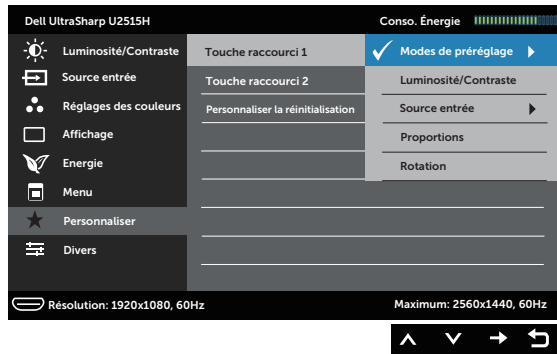 Dell UltraSharp U2515H Conso. Énergie
Luminosité/Contraste Touche raccourci 1 Modes de préréglage
Source entrée Touche raccourci 2 Luminosité/Contraste
Réglages des couleurs Personnaliser la réinitialisation Source entrée
Affichage Proportions
Energie Rotation
Menu
Personnaliser
Divers
Résolution: 1920x1080, 60Hz Maximum: 2560x1440, 60Hz